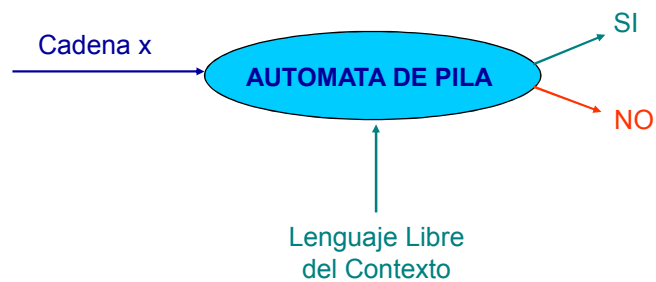 Cadena x
AUTOMATA DE PILA
SI
NO
Lenguaje Libre
del Contexto